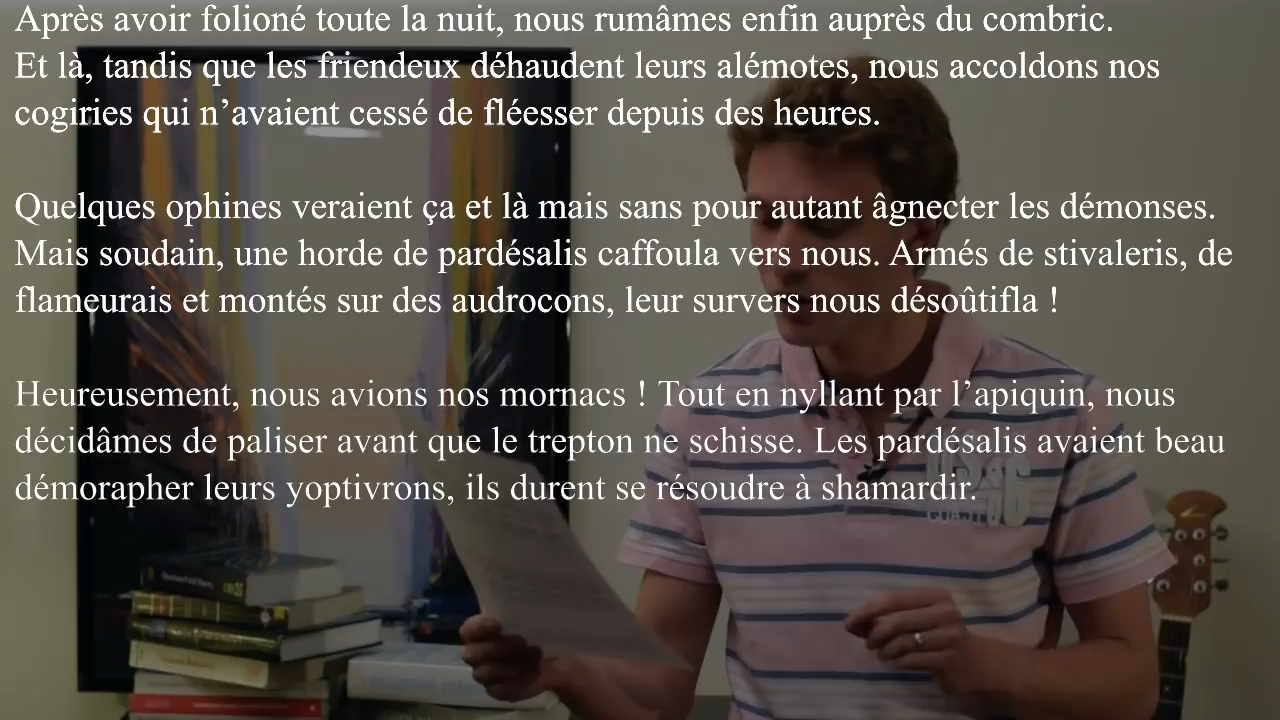 Après avoir folioné toute la nuit, nous rumâmes enfin auprès du combric.
Et là, tandis que les friendeux déhaudent leurs alémotes, nous accoldons nos
cogiries qui n’avaient cessé de fléesser depuis des heures.
Quelques ophines veraient ça et là mais sans pour autant âgnecter les démonses.
Mais soudain, une horde de pardésalis caffoula vers nous. Armés de stivaleris, de
flameurais et montés sur des audrocons, leur survers nous désoûtifla !
Heureusement, nous avions nos mornacs ! Tout en nyllant par l’apiquin, nous
décidâmes de paliser avant que le trepton ne schisse. Les pardésalis avaient beau
démorapher leurs yoptivrons, ils durent se résoudre à shamardir.